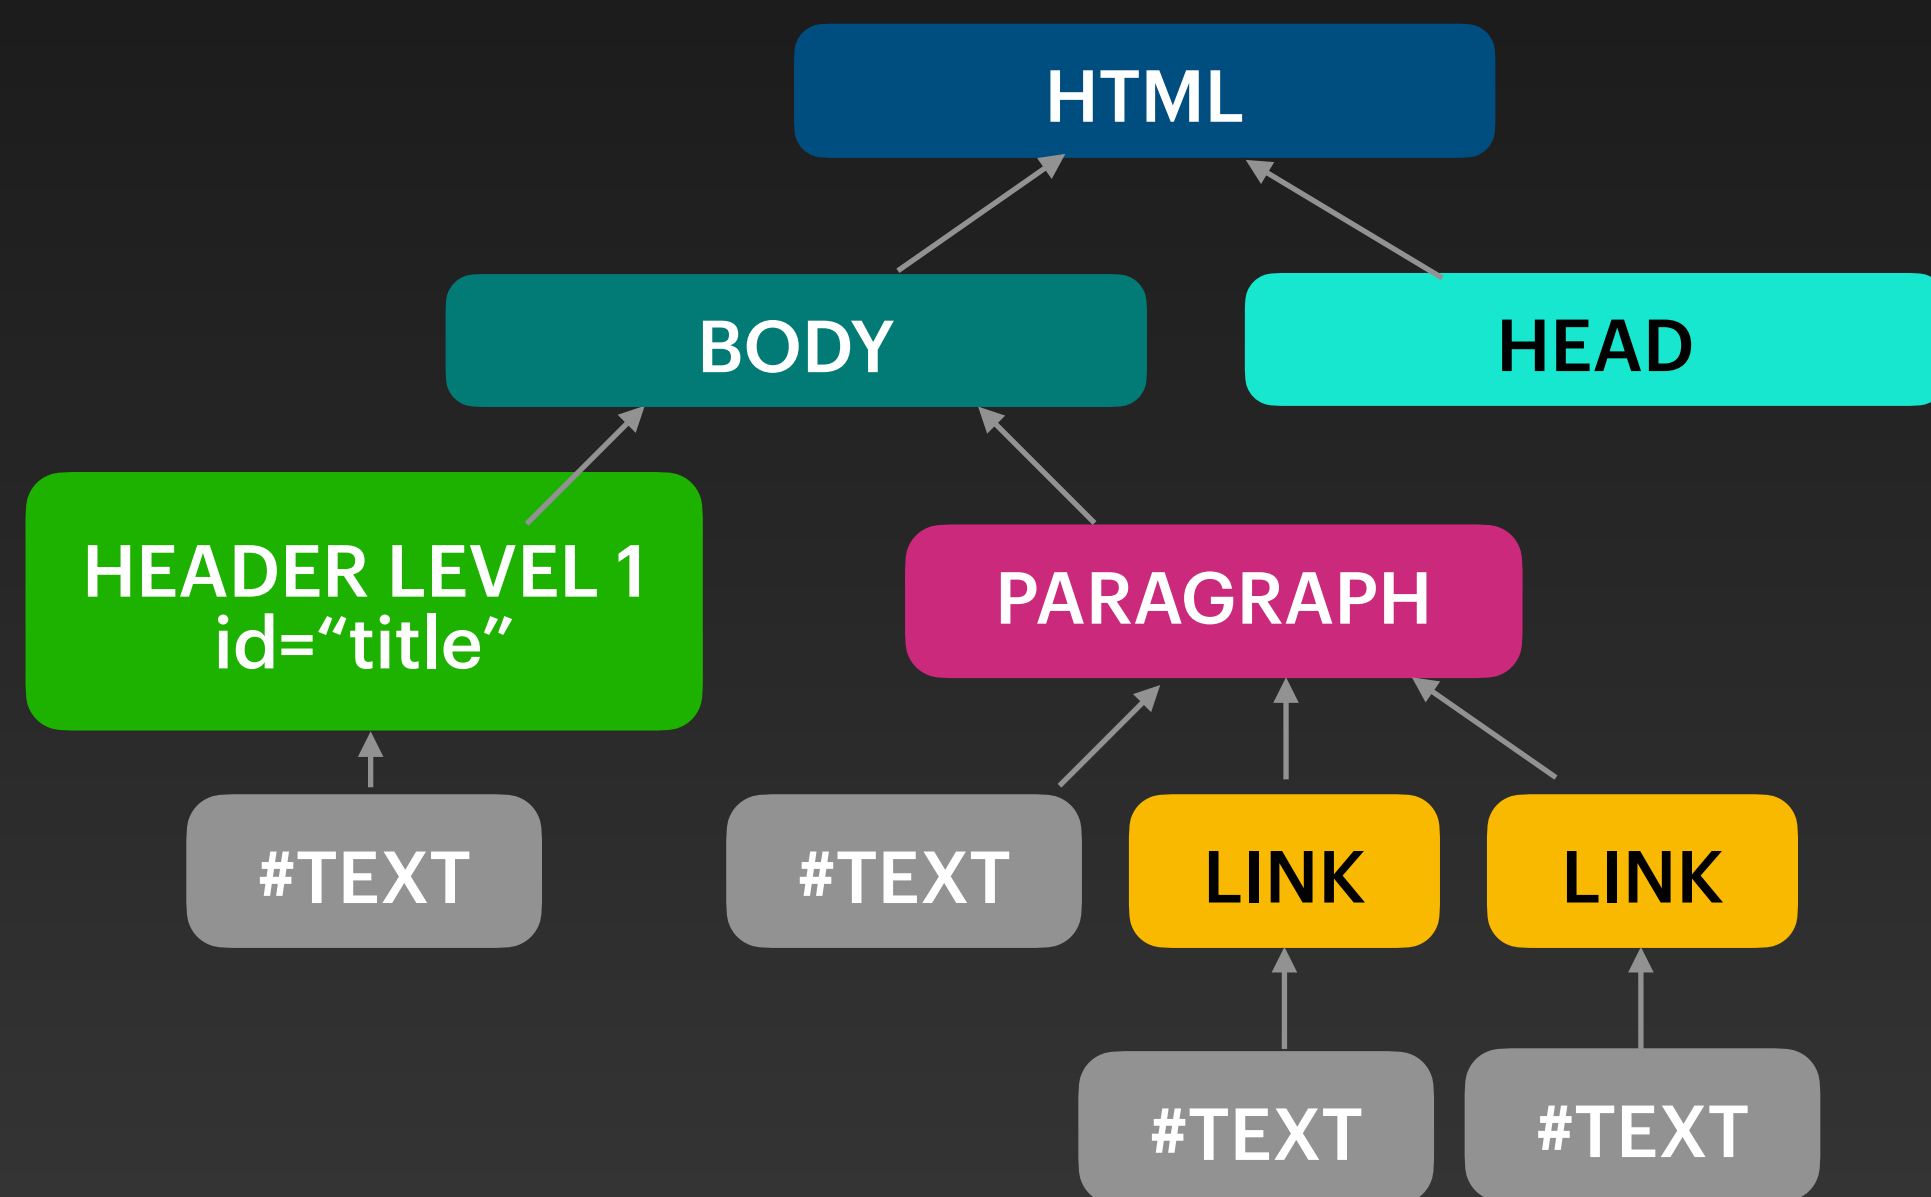 HTML
BODY
HEAD
HEADER LEVEL 1
id=“title”
PARAGRAPH
#TEXT
#TEXT
LINK
LINK
#TEXT
#TEXT